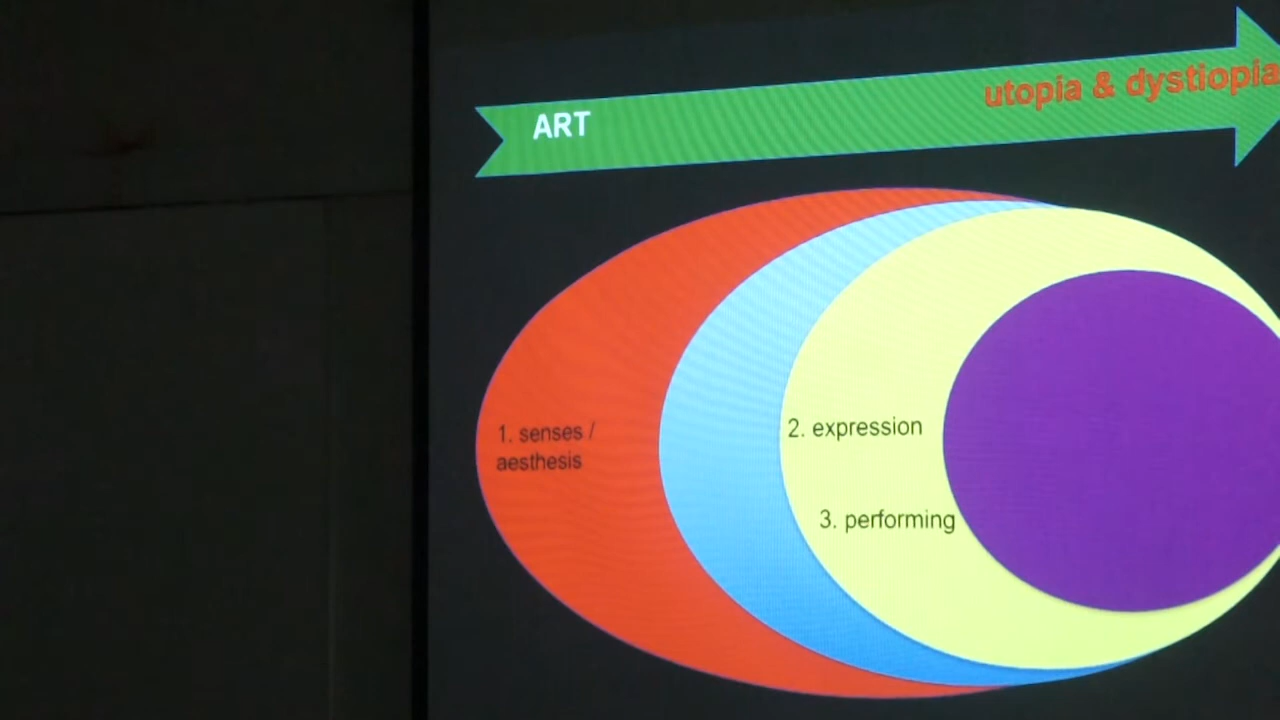 ART
utopia & dystiopia
1. senses /
aesthesis
2. expression
3. performing